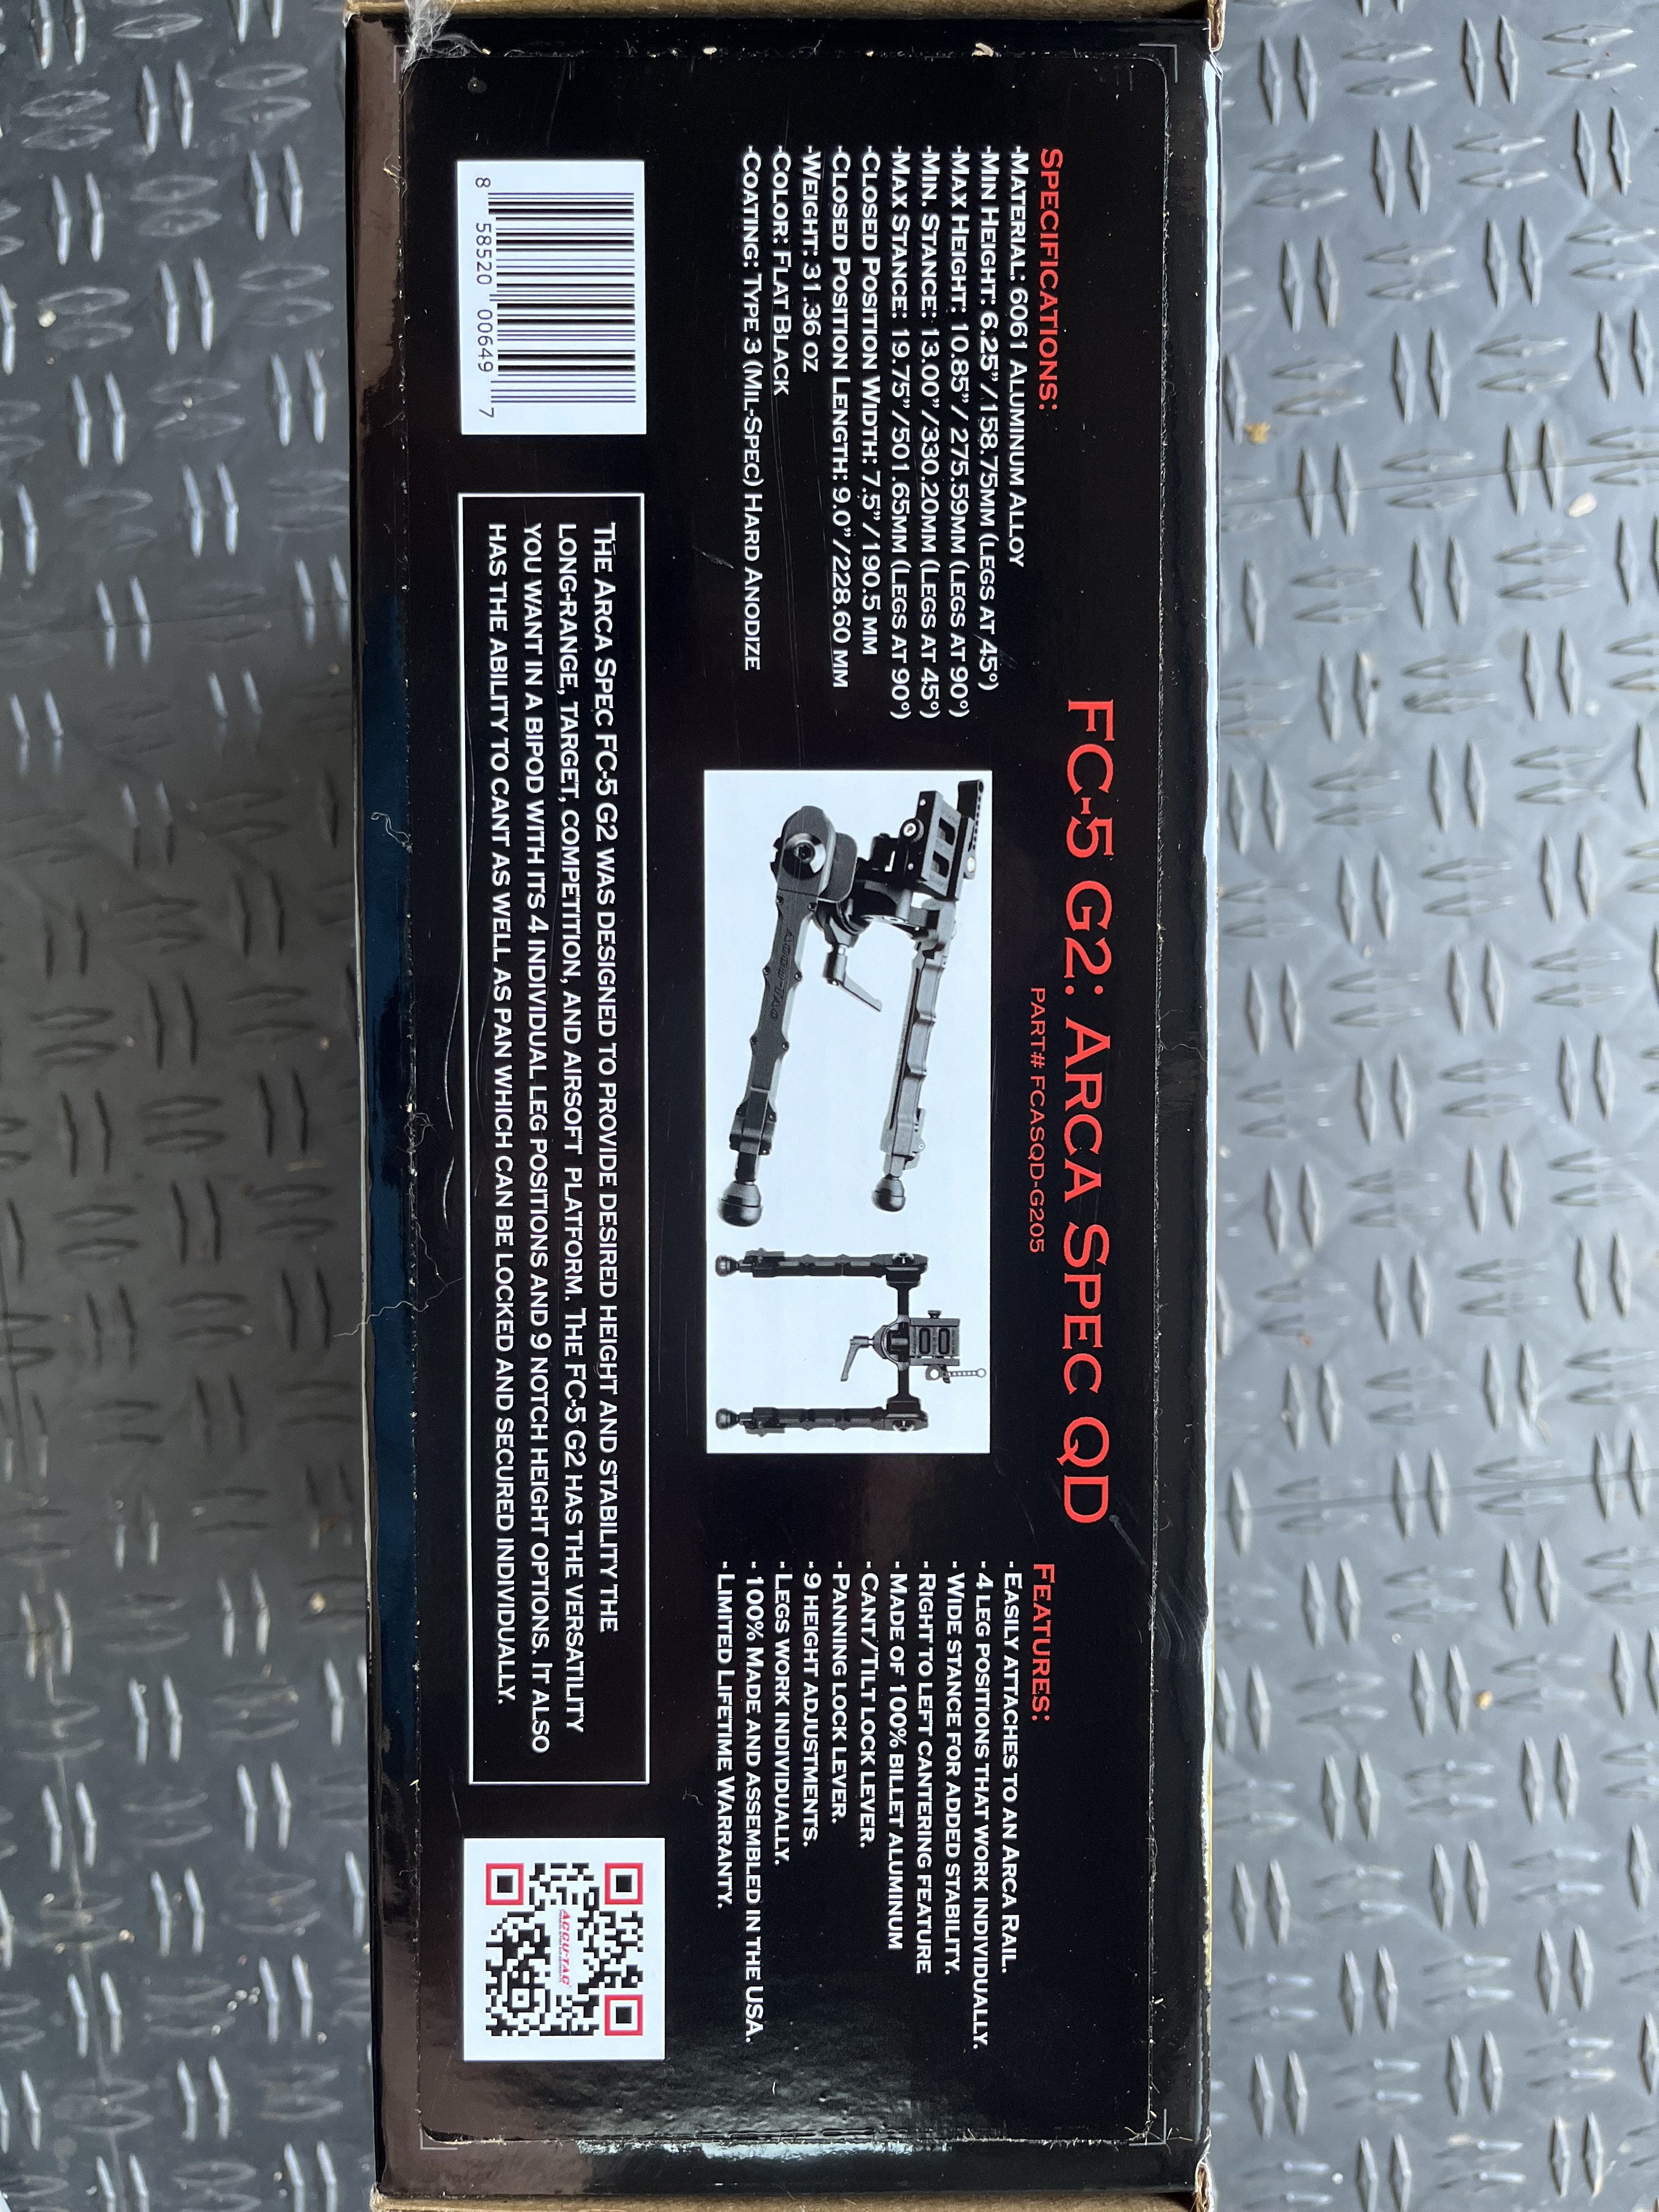 FC-5 G2: Arca Spec QD
PART# FCASQD-G205
Specifications:
-Material: 6061 Aluminum Alloy
-Min Height: 6.25”/158.75mm (legs at 45°)
-Max Height: 10.85”/275.59mm (legs at 90°)
-Min. Stance: 13.00”/330.20mm (Legs at 45°)
-Max Stance: 19.75”/501.65mm (Legs at 90°)
-Closed Position Width: 7.5”/190.5 mm
-Closed Position Length: 9.0”/228.60 mm
-Weight: 31.36 oz
-Color: Flat Black
-Coating: Type 3 (Mil-Spec) Hard Anodize
ACCU-TAC
Features:
- Easily attaches to an Arca Rail.
- 4 leg positions that work individually.
- Wide stance for added stability.
- Right to left cantering feature
- Made of 100% billet aluminum
- Cant/tilt lock lever.
- Panning lock lever.
- 9 height adjustments.
- Legs work individually.
- 100% Made and assembled in the USA.
- Limited Lifetime Warranty.
8 58520 00649 7
The Arca Spec FC-5 G2 was designed to provide desired height and stability the
long-range, target, competition, and airsoft platform. The FC-5 G2 has the versatility
you want in a bipod with its 4 individual leg positions and 9 notch height options. It also
has the ability to cant as well as pan which can be locked and secured individually.
ACCU-TAC